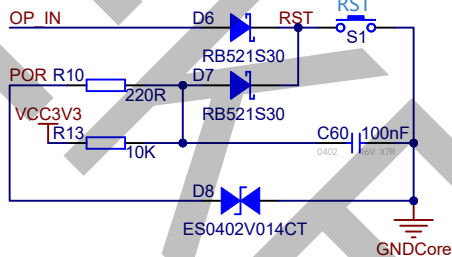 RST
OP_IN D6 RST
S1
RB521S30
POR R10 D7
220R
RB521S30
VCC3V3
R13 C60 100nF
10K 0402 16V X7R
D8
ES0402V014CT
GNDCore